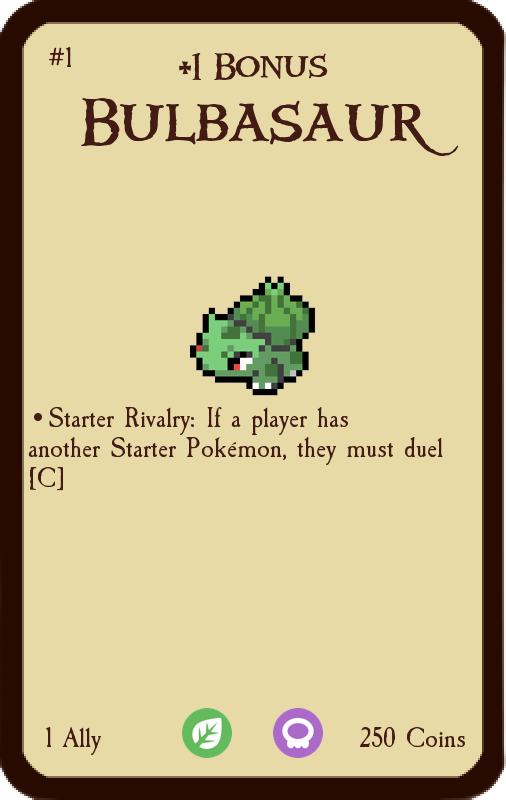 #1
+1 Bonus
Bulbasaur
•Starter Rivalry: If a player has
another Starter Pokémon, they must duel
[C]
1 Ally
250 Coins